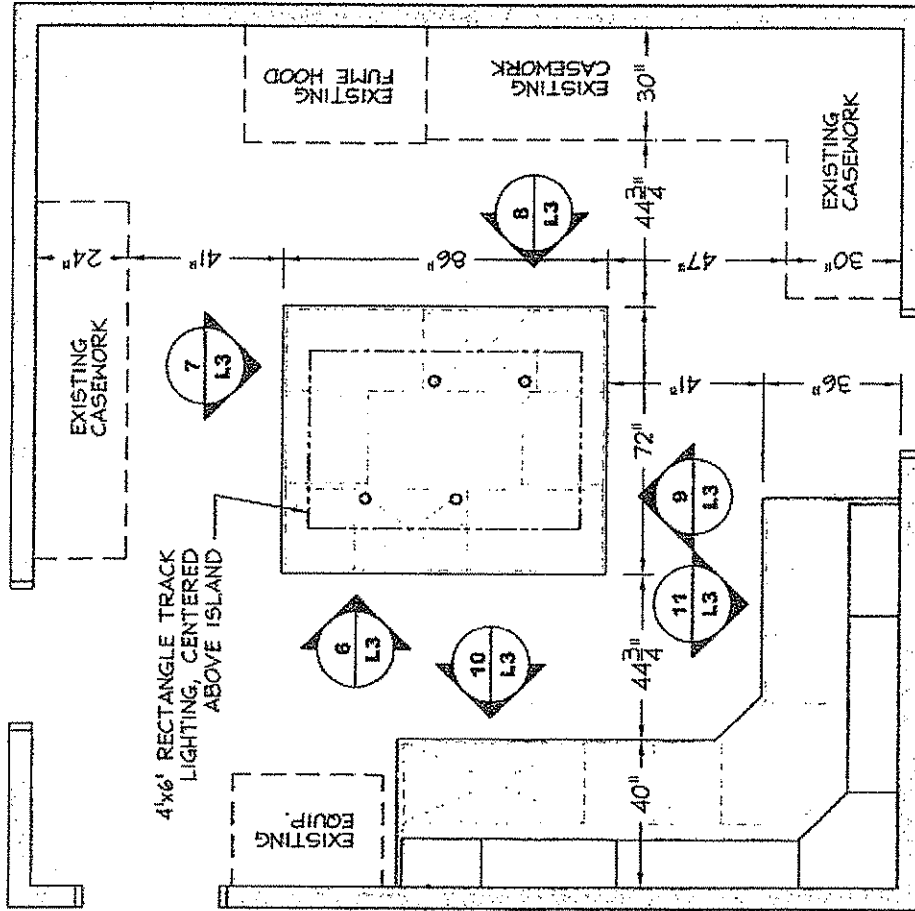 4'x6' RECTANGLE TRACK
LIGHTING, CENTERED
ABOVE ISLAND
EXISTING
CASEWORK
EXISTING
FUME HOOD
EXISTING
CASEWORK
EXISTING
CASEWORK
EXISTING
EQUIP.
24"
41"
86"
47"
30"
41"
36"
40"
44 3/4"
72"
44 3/4"
30"
6
L3
7
L3
8
L3
9
L3
10
L3
11
L3